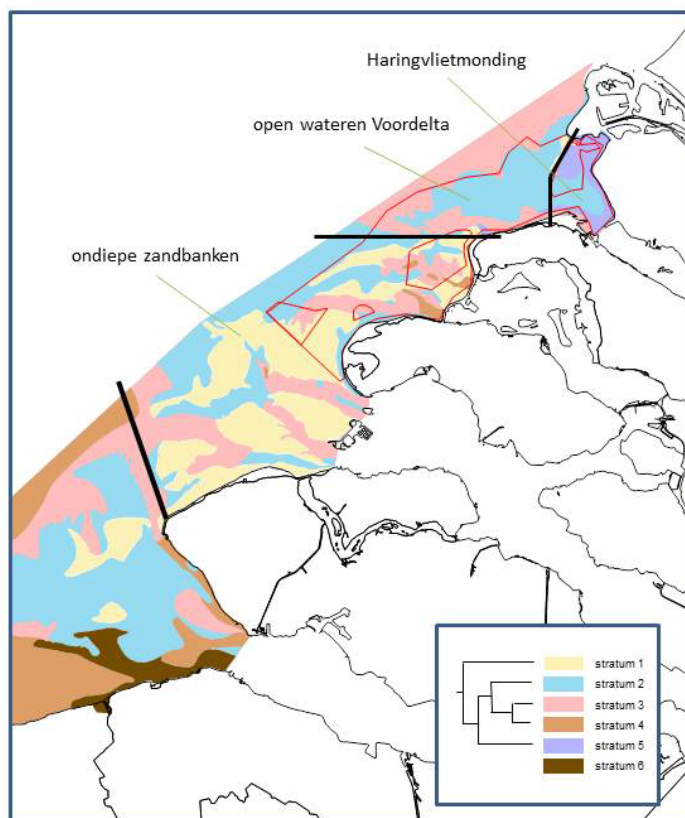 Haringvlietmonding
open wateren Voordelta
ondiepe zandbanken
stratum 1
stratum 2
stratum 3
stratum 4
stratum 5
stratum 6